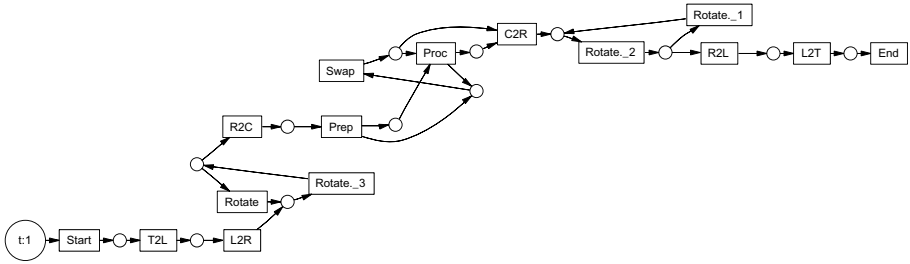 Rotate._1
C2R
Proc
Rotate._2
R2L
L2T
End
Swap
R2C
Prep
Rotate._3
Rotate
t:1
Start
T2L
L2R